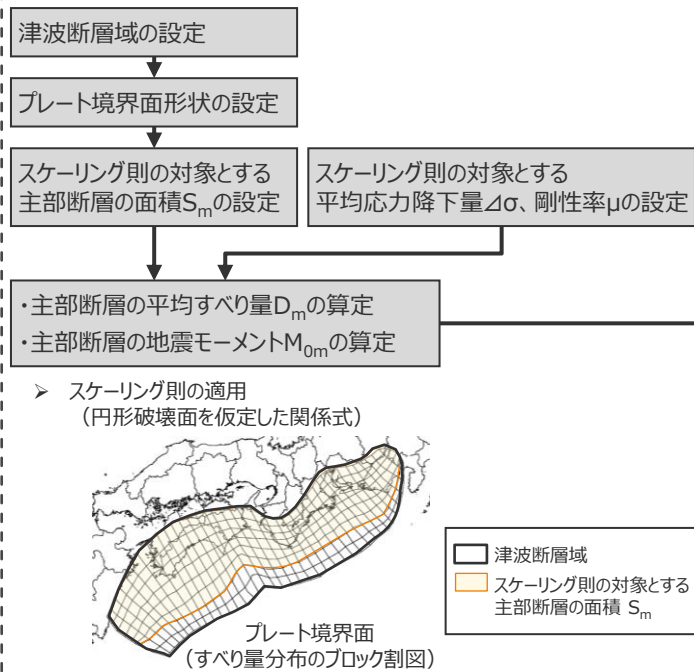 津波断層域の設定
プレート境界面形状の設定
スケーリング則の対象とする
主部断層の面積Smの設定
スケーリング則の対象とする
平均応力降下量⊿σ、剛性率μの設定
・主部断層の平均すべり量Dmの算定
・主部断層の地震モーメントM0mの算定
➢ スケーリング則の適用
（円形破壊面を仮定した関係式）
津波断層域
スケーリング則の対象とする
主部断層の面積 Sm
プレート境界面
（すべり量分布のブロック割図）